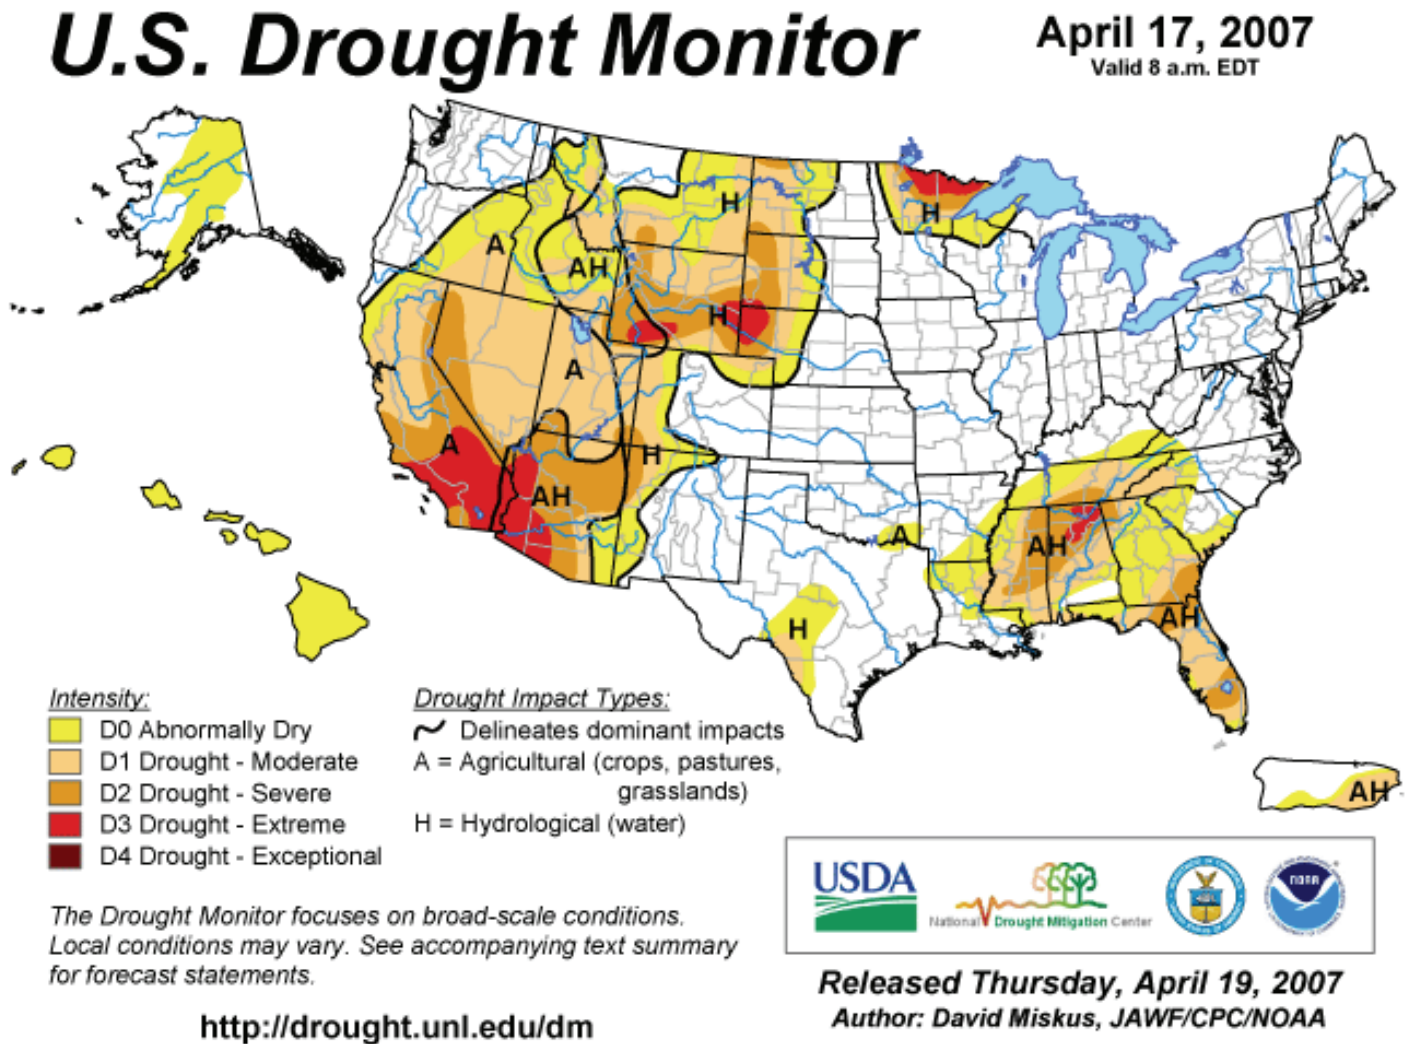 U.S. Drought Monitor
April 17, 2007
Valid 8 a.m. EDT
H
H
A
AH
H
A
A
A
H
AH
A
AH
H
AH
AH
Intensity:
D0 Abnormally Dry
D1 Drought - Moderate
D2 Drought - Severe
D3 Drought - Extreme
D4 Drought - Exceptional
Drought Impact Types:
Delineates dominant impacts
A = Agricultural (crops, pastures,
grasslands)
H = Hydrological (water)
The Drought Monitor focuses on broad-scale conditions.
Local conditions may vary. See accompanying text summary
for forecast statements.
http://drought.unl.edu/dm
USDA
National Drought Mitigation Center
NOAA
Released Thursday, April 19, 2007
Author: David Miskus, JAWF/CPC/NOAA